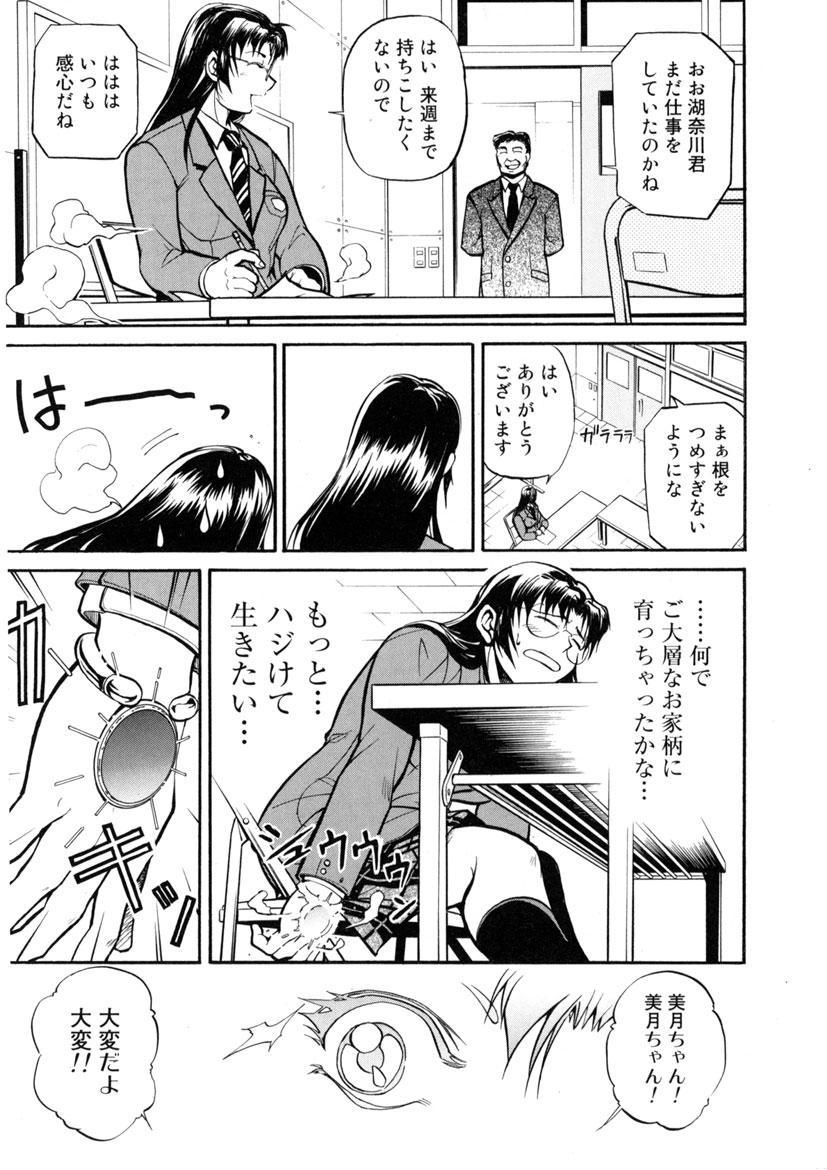 おお湖奈川君
まだ仕事を
していたのかね
はい 来週まで
持ちこしたく
ないので
ははは
いつも
感心だね
まぁ根を
つめすぎない
ようにな
ガラララ
はい
ありがとう
ございます
はーーっ
……何で
ご大層なお家柄に
育っちゃったかな…
もっと…
ハジけて
生きたい…
シュウウウゥン
カッ
キィン
美月ちゃん!
美月ちゃん!
大変だよ
大変!!